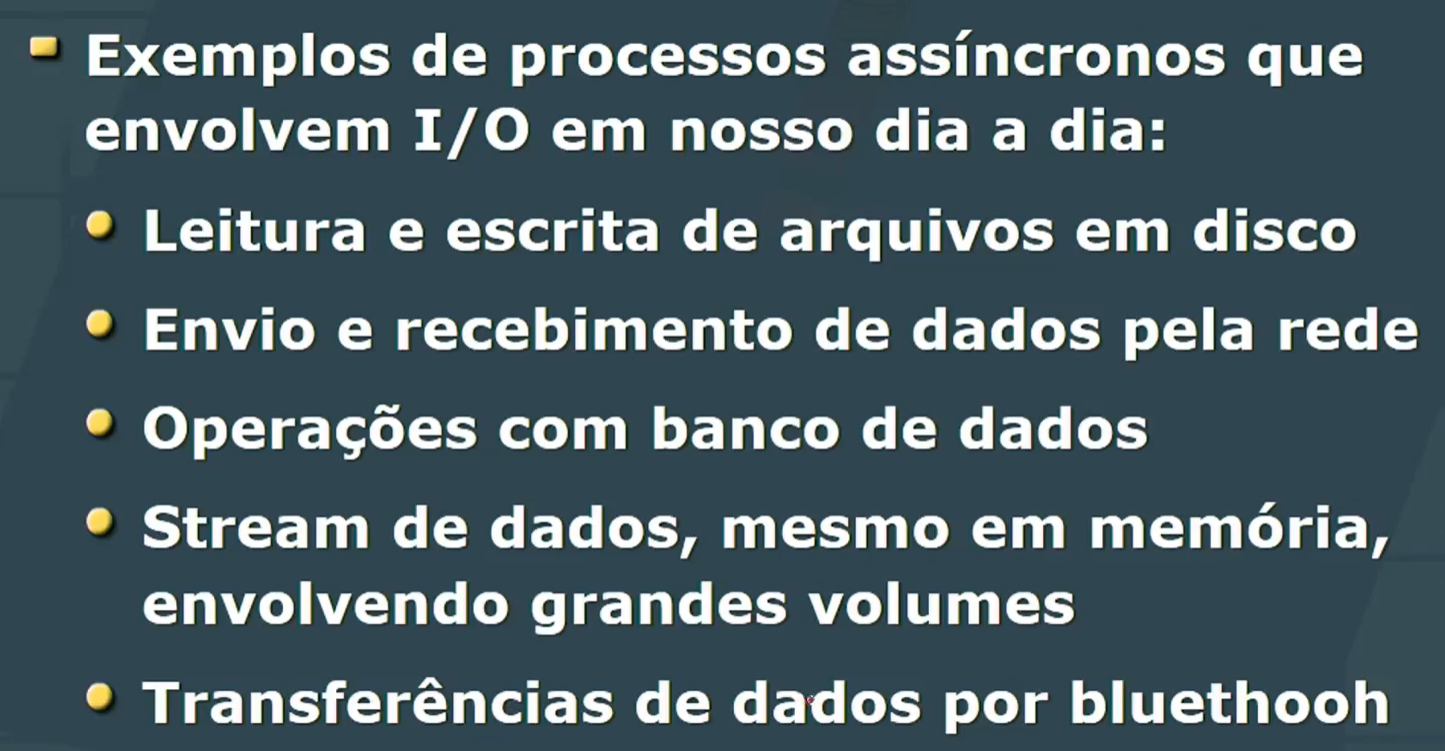 Exemplos de processos assíncronos que
envolvem I/O em nosso dia a dia:
Leitura e escrita de arquivos em disco
Envio e recebimento de dados pela rede
Operações com banco de dados
Stream de dados, mesmo em memória,
envolvendo grandes volumes
Transferências de dados por bluethooh